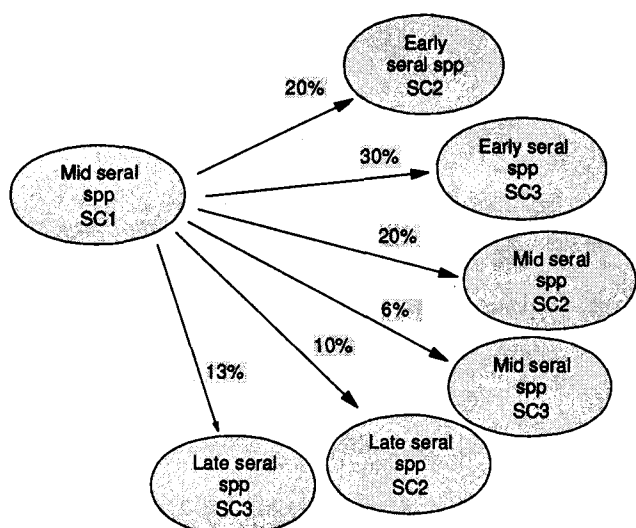 Early
seral spp
SC2
20%
30%
Early seral
spp
SC3
Mid seral
spp
SC1
20%
Mid seral
spp
SC2
6%
10%
13%
Mid seral
spp
SC3
Late seral
spp
SC2
Late seral
spp
SC3